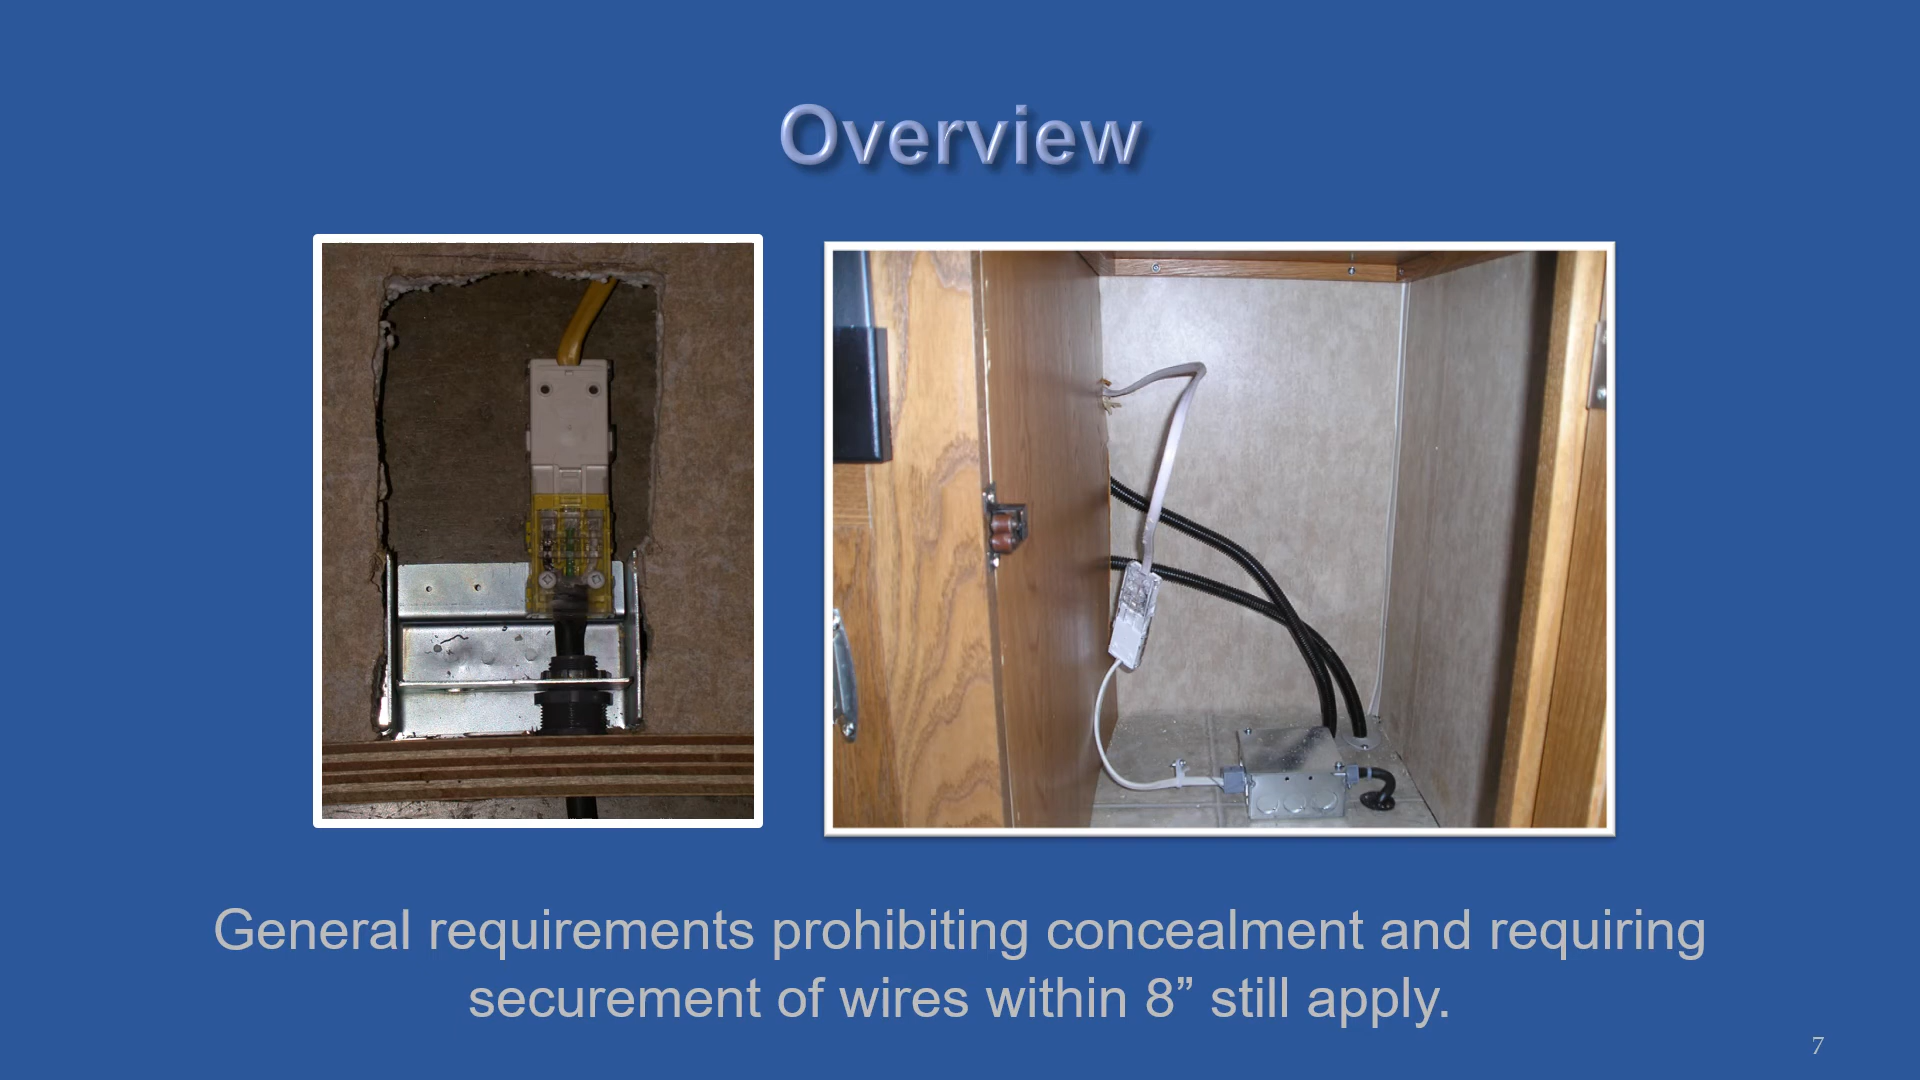 Overview
General requirements prohibiting concealment and requiring
securement of wires within 8” still apply.
7